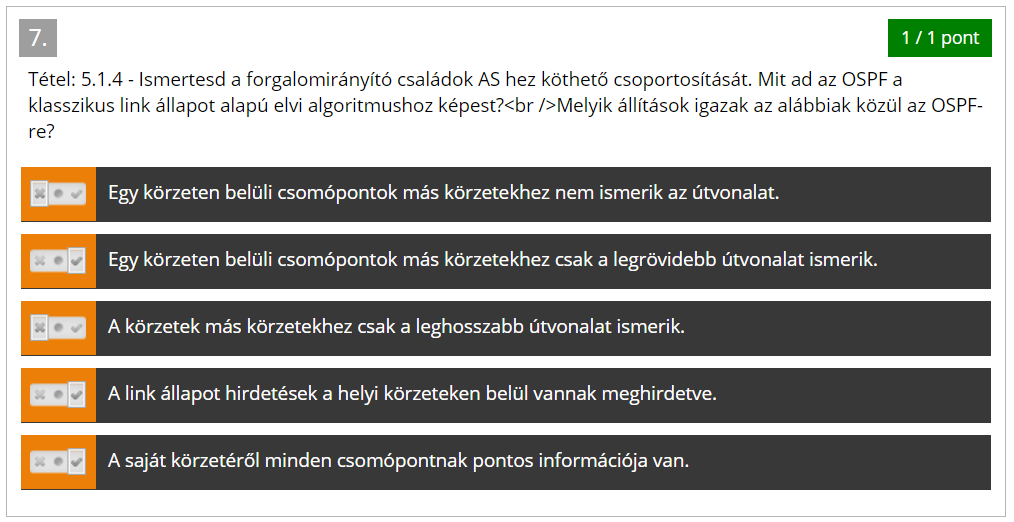 7.
1 / 1 pont
Tétel: 5.1.4 - Ismertesd a forgalomirányító családok AS hez köthető csoportosítását. Mit ad az OSPF a
klasszikus link állapot alapú elvi algoritmushoz képest?<br />Melyik állítások igazak az alábbiak közül az OSPF-
re?
Egy körzeten belüli csomópontok más körzetekhez nem ismerik az útvonalat.
Egy körzeten belüli csomópontok más körzetekhez csak a legrövidebb útvonalat ismerik.
A körzetek más körzetekhez csak a leghosszabb útvonalat ismerik.
A link állapot hirdetések a helyi körzeteken belül vannak meghirdetve.
A saját körzetéről minden csomópontnak pontos információja van.